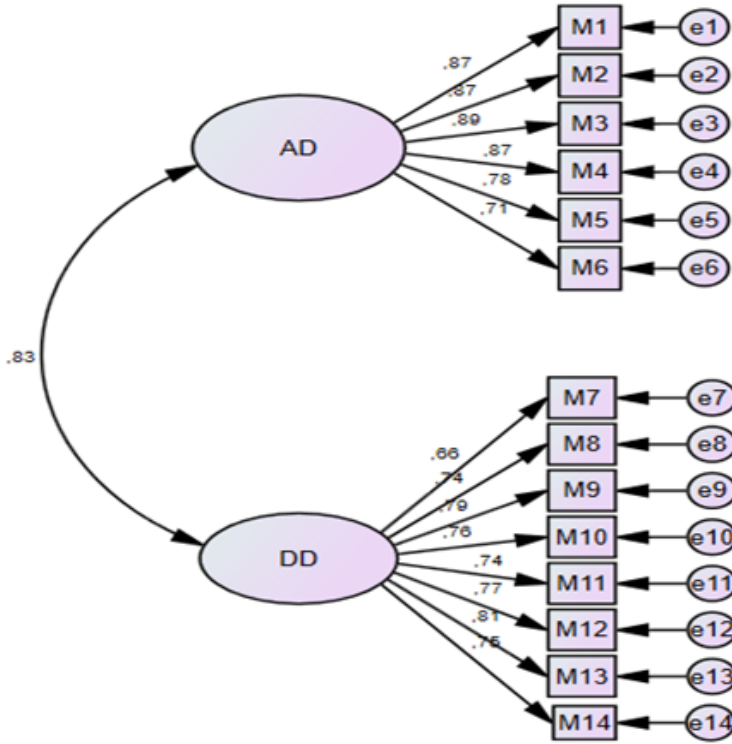 M1 e1
.87
M2 e2
.87
M3 e3
.89
AD
M4 e4
.87
M5 e5
.78
M6 e6
.71
.83
M7 e7
.66
M8 e8
.74
M9 e9
.79
M10 e10
.76
DD
M11 e11
.74
M12 e12
.77
M13 e13
.81
M14 e14
.75